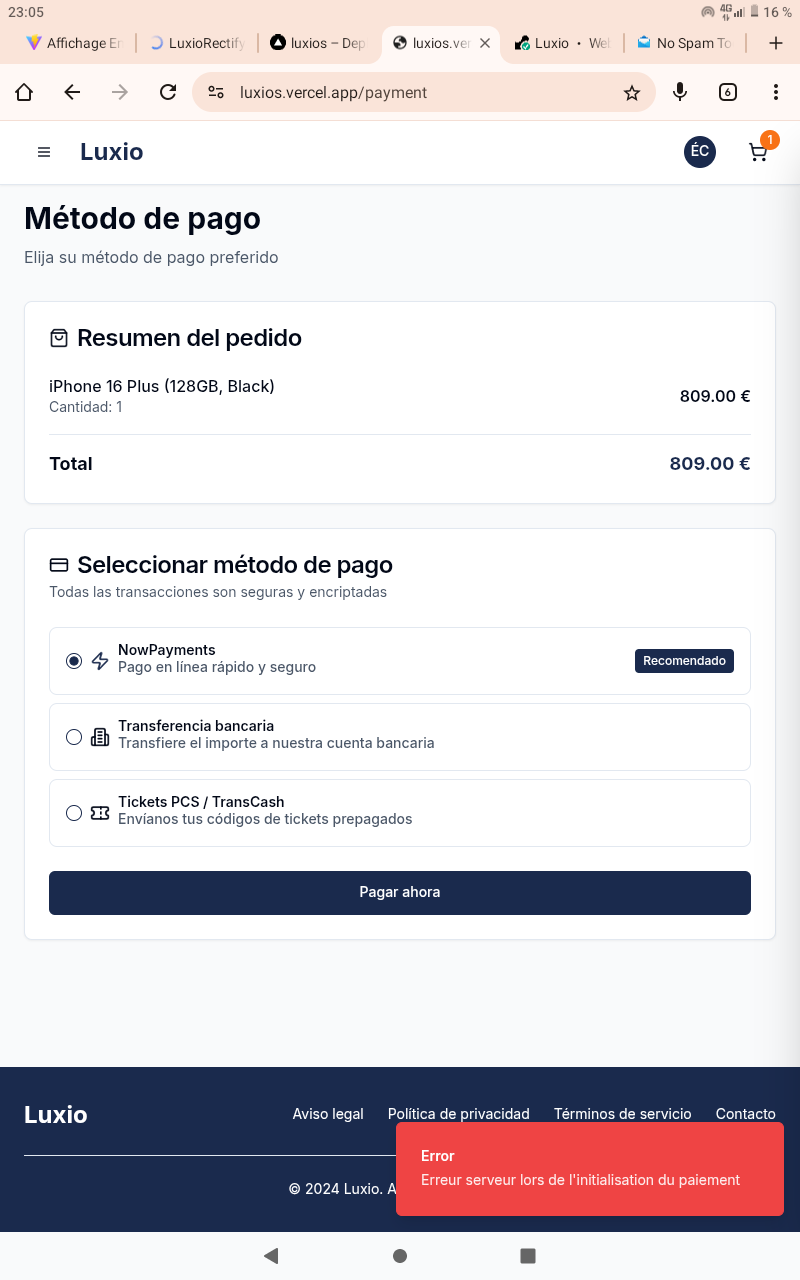 23:05
4G
16 %
Affichage En
LuxioRectify
luxios – Dep
luxios.ver
Luxio • Web
No Spam To
luxios.vercel.app/payment
6
Luxio
ÉC
1
Método de pago
Elija su método de pago preferido
Resumen del pedido
iPhone 16 Plus (128GB, Black)
Cantidad: 1
809.00 €
Total
809.00 €
Seleccionar método de pago
Todas las transacciones son seguras y encriptadas
NowPayments
Pago en línea rápido y seguro
Recomendado
Transferencia bancaria
Transfiere el importe a nuestra cuenta bancaria
Tickets PCS / TransCash
Envíanos tus códigos de tickets prepagados
Pagar ahora
Luxio
Aviso legal
Política de privacidad
Términos de servicio
Contacto
© 2024 Luxio. A
Error
Erreur serveur lors de l'initialisation du paiement